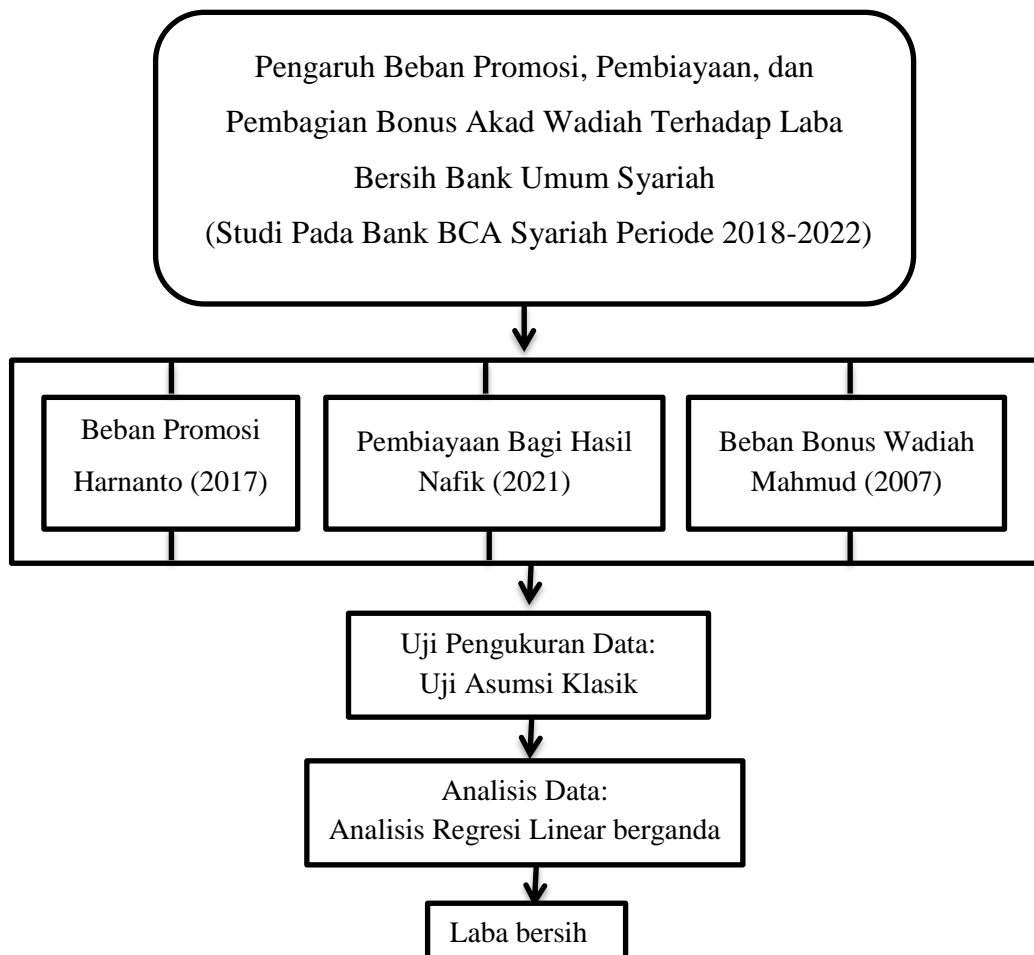 Pengaruh Beban Promosi, Pembiayaan, dan
Pembagian Bonus Akad Wadiah Terhadap Laba
Bersih Bank Umum Syariah
(Studi Pada Bank BCA Syariah Periode 2018-2022)
Beban Promosi
Harnanto (2017)
Pembiayaan Bagi Hasil
Nafik (2021)
Beban Bonus Wadiah
Mahmud (2007)
Uji Pengukuran Data:
Uji Asumsi Klasik
Analisis Data:
Analisis Regresi Linear berganda
Laba bersih